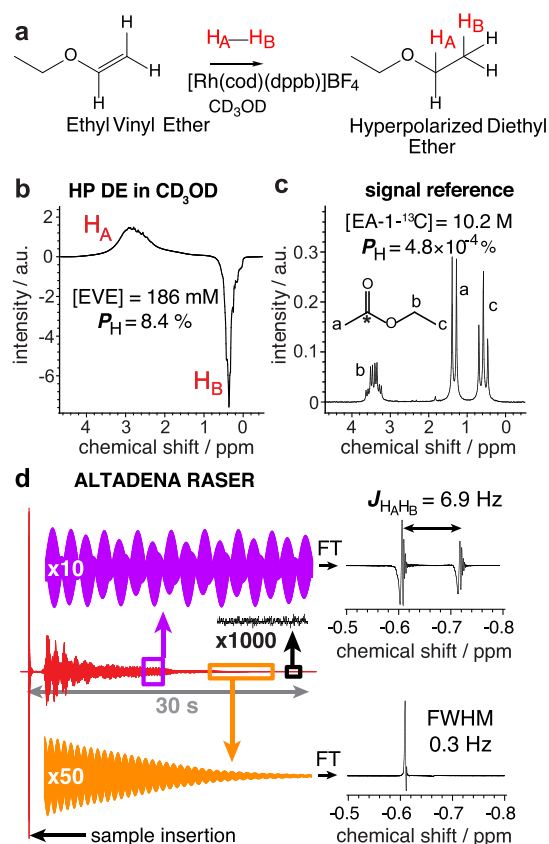 a
O
H
H
H
Ethyl Vinyl Ether
H_A—H_B
[Rh(cod)(dppb)]BF4
CD₃OD
O
H_A
H_B
H
H
H
Hyperpolarized Diethyl
Ether
b
HP DE in CD₃OD
intensity / a.u.
2
0
-2
-4
-6
H_A
[EVE] = 186 mM
P_H = 8.4 %
H_B
4 3 2 1 0
chemical shift / ppm
c
signal reference
intensity / a.u.
0.3
0.2
0.1
0
[EA-1-¹³C] = 10.2 M
P_H = 4.8×10⁻⁴ %
O
a
*
O
b
c
b
a
c
4 3 2 1 0
chemical shift / ppm
d
ALTADENA RASER
x10
FT
J_HAHB = 6.9 Hz
-0.5 -0.6 -0.7 -0.8
chemical shift / ppm
x1000
30 s
x50
FT
FWHM
0.3 Hz
-0.5 -0.6 -0.7 -0.8
chemical shift / ppm
sample insertion